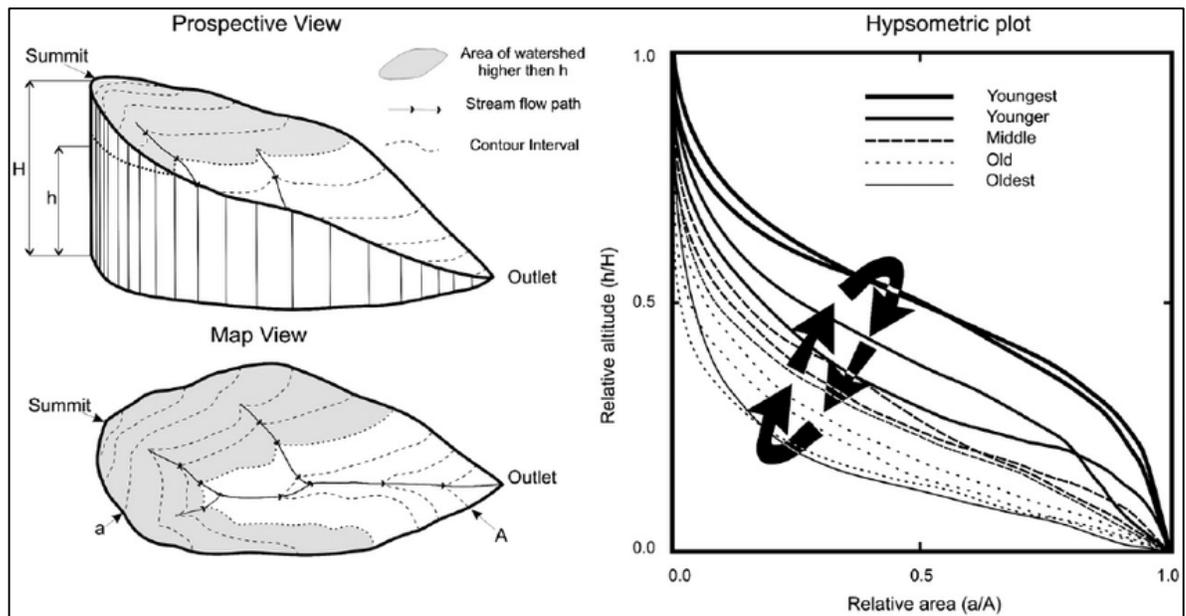 Prospective View
Summit
Area of watershed
higher then h
Stream flow path
Contour Interval
H
h
Outlet
Map View
Summit
Outlet
a
A
Hypsometric plot
1.0
Youngest
Younger
Middle
Old
Oldest
Relative altitude (h/H)
0.5
0.0
0.0
0.5
1.0
Relative area (a/A)